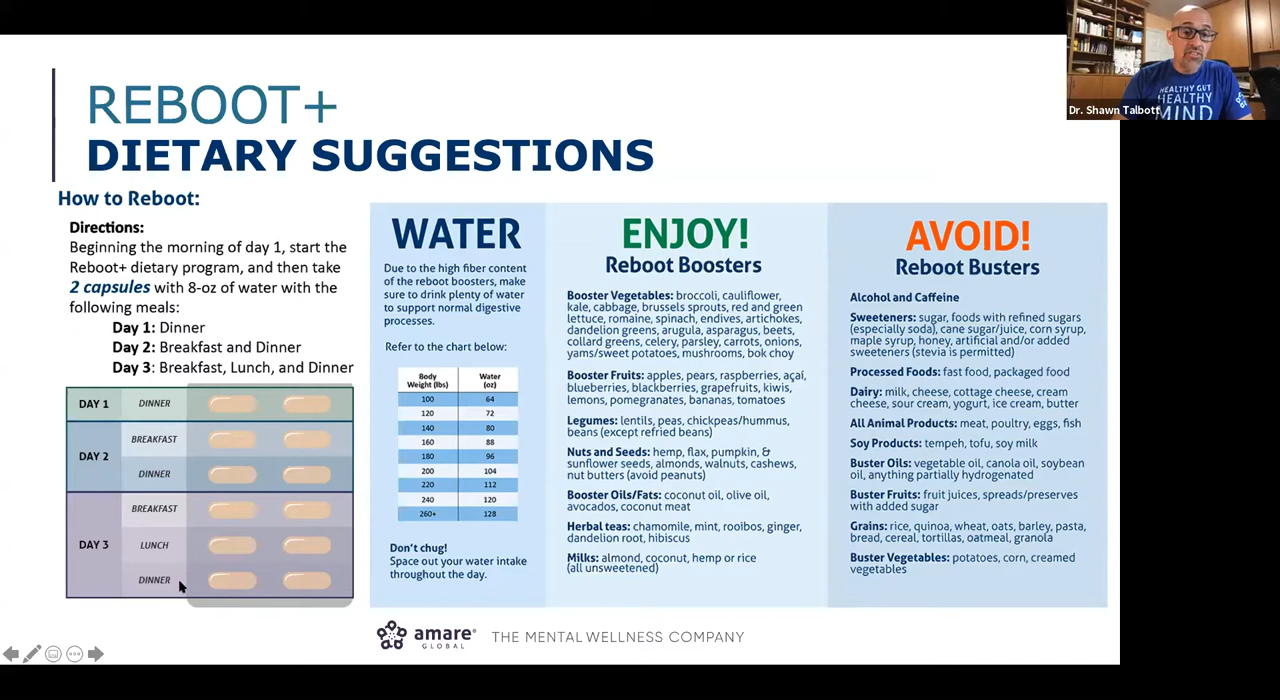 REBOOT+
DIETARY SUGGESTIONS
How to Reboot:
Directions:
Beginning the morning of day 1, start the
Reboot+ dietary program, and then take
2 capsules with 8-oz of water with the
following meals:
Day 1: Dinner
Day 2: Breakfast and Dinner
Day 3: Breakfast, Lunch, and Dinner
DAY 1 DINNER
DAY 2
BREAKFAST
DINNER
DAY 3
BREAKFAST
LUNCH
DINNER
WATER
Due to the high fiber content
of the reboot boosters, make
sure to drink plenty of water
to support normal digestive
processes.
Refer to the chart below:
Body
Weight (lbs)
Water
(oz)
100 64
120 72
140 80
160 88
180 96
200 104
220 112
240 120
260+ 128
Don't chug!
Space out your water intake
throughout the day.
ENJOY!
Reboot Boosters
Booster Vegetables: broccoli, cauliflower,
kale, cabbage, brussels sprouts, red and green
lettuce, romaine, spinach, endives, artichokes,
dandelion greens, arugula, asparagus, beets,
collard greens, celery, parsley, carrots, onions,
yams/sweet potatoes, mushrooms, bok choy
Booster Fruits: apples, pears, raspberries, açaí,
blueberries, blackberries, grapefruits, kiwis,
lemons, pomegranates, bananas, tomatoes
Legumes: lentils, peas, chickpeas/hummus,
beans (except refried beans)
Nuts and Seeds: hemp, flax, pumpkin, &
sunflower seeds, almonds, walnuts, cashews,
nut butters (avoid peanuts)
Booster Oils/Fats: coconut oil, olive oil,
avocados, coconut meat
Herbal teas: chamomile, mint, rooibos, ginger,
dandelion root, hibiscus
Milks: almond, coconut, hemp or rice
(all unsweetened)
AVOID!
Reboot Busters
Alcohol and Caffeine
Sweeteners: sugar, foods with refined sugars
(especially soda), cane sugar/juice, corn syrup,
maple syrup, honey, artificial and/or added
sweeteners (stevia is permitted)
Processed Foods: fast food, packaged food
Dairy: milk, cheese, cottage cheese, cream
cheese, sour cream, yogurt, ice cream, butter
All Animal Products: meat, poultry, eggs, fish
Soy Products: tempeh, tofu, soy milk
Buster Oils: vegetable oil, canola oil, soybean
oil, anything partially hydrogenated
Buster Fruits: fruit juices, spreads/preserves
with added sugar
Grains: rice, quinoa, wheat, oats, barley, pasta,
bread, cereal, tortillas, oatmeal, granola
Buster Vegetables: potatoes, corn, creamed
vegetables
amare®
GLOBAL
THE MENTAL WELLNESS COMPANY
HEALTHY GUT
HEALTHY
MIND
Dr. Shawn Talbott